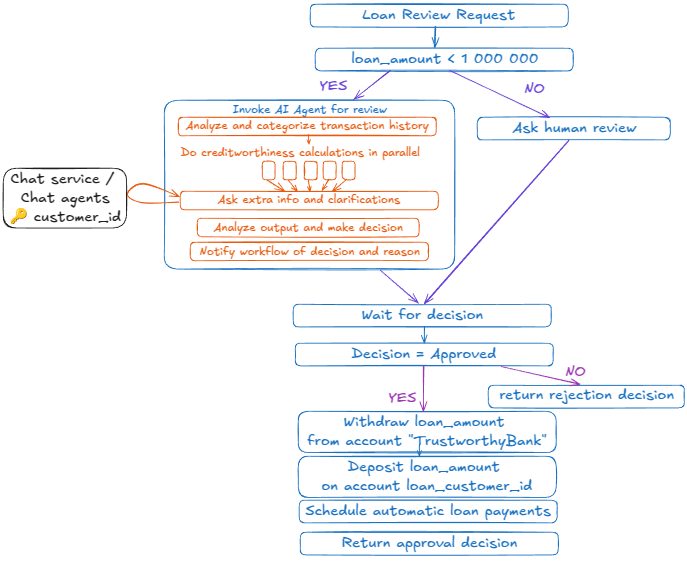 Loan Review Request
loan_amount < 1 000 000
YES
NO
Invoke AI Agent for review
Analyze and categorize transaction history
Ask human review
Do creditworthiness calculations in parallel
Chat service /
Chat agents
🔑 customer_id
Ask extra info and clarifications
Analyze output and make decision
Notify workflow of decision and reason
Wait for decision
Decision = Approved
NO
YES
return rejection decision
Withdraw loan_amount
from account "TrustworthyBank"
Deposit loan_amount
on account loan_customer_id
Schedule automatic loan payments
Return approval decision